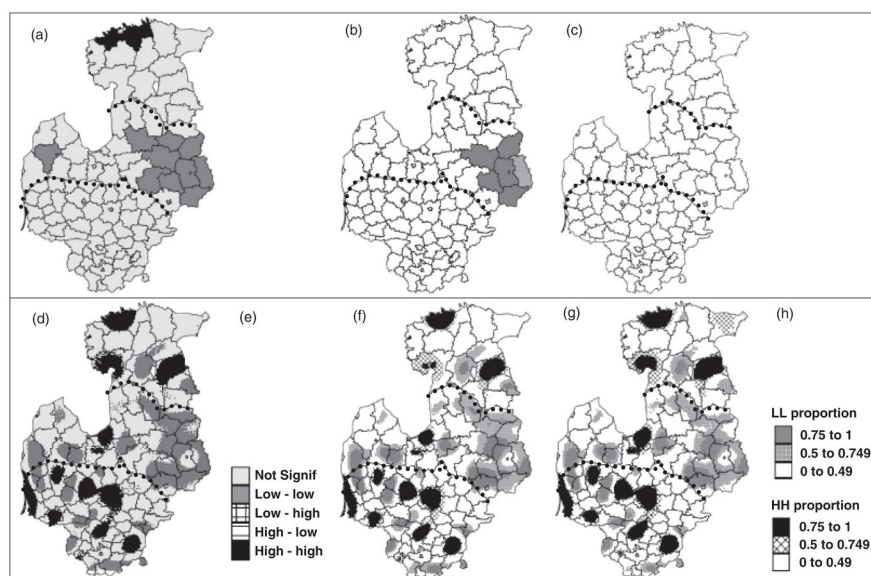 (a)
(b)
(c)
(d)
(e)
(f)
(g)
(h)
Not Signif
Low - low
Low - high
High - low
High - high
LL proportion
0.75 to 1
0.5 to 0.749
0 to 0.49
HH proportion
0.75 to 1
0.5 to 0.749
0 to 0.49